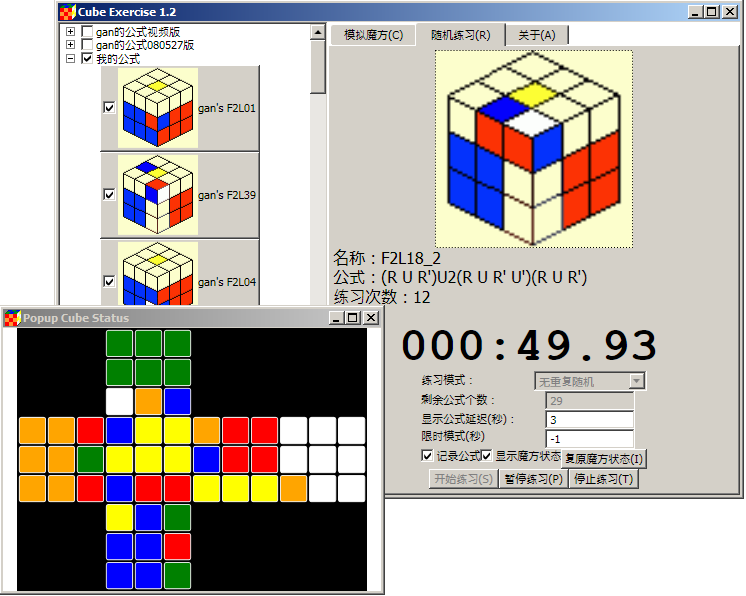 Cube Exercise 1.2
gan的公式视频版
gan的公式080527版
我的公式
gan's F2L01
gan's F2L39
gan's F2L04
模拟魔方(C)
随机练习(R)
关于(A)
名称：F2L18_2
公式：(R U R')U2(R U R' U')(R U R')
练习次数：12
000:49.93
练习模式：
无重复随机
剩余公式个数：
29
显示公式延迟(秒)：
3
限时模式(秒)
-1
记录公式
显示魔方状态
复原魔方状态(I)
开始练习(S)
暂停练习(P)
停止练习(T)
Popup Cube Status